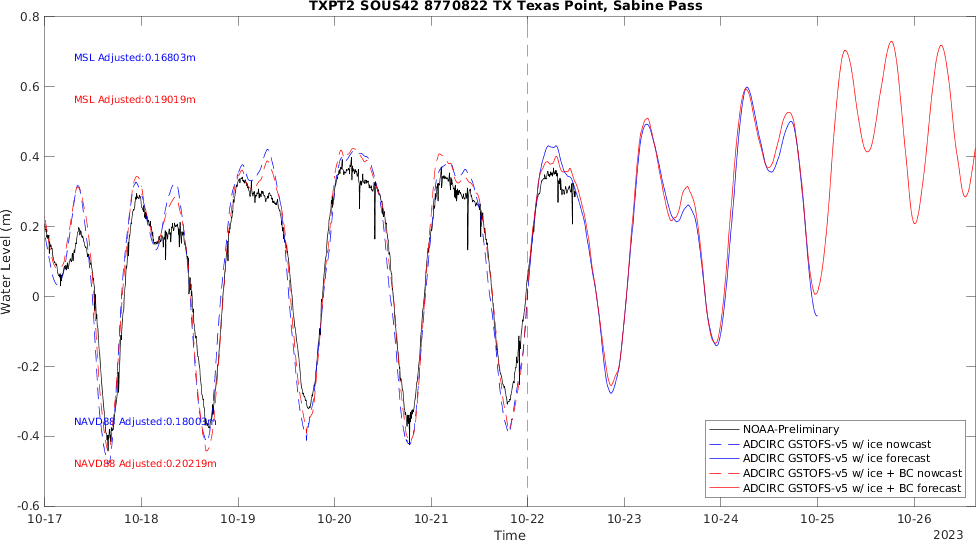 TXPT2 SOUS42 8770822 TX Texas Point, Sabine Pass
0.8
MSL Adjusted:0.16803m
0.6
MSL Adjusted:0.19019m
0.4
0.2
Water Level (m)
0
-0.2
NAVD88 Adjusted:0.18003m
-0.4
NAVD88 Adjusted:0.20219m
-0.6
NOAA-Preliminary
ADCIRC GSTOFS-v5 w/ ice nowcast
ADCIRC GSTOFS-v5 w/ ice forecast
ADCIRC GSTOFS-v5 w/ ice + BC nowcast
ADCIRC GSTOFS-v5 w/ ice + BC forecast
10-17 10-18 10-19 10-20 10-21 10-22 10-23 10-24 10-25 10-26
Time
2023